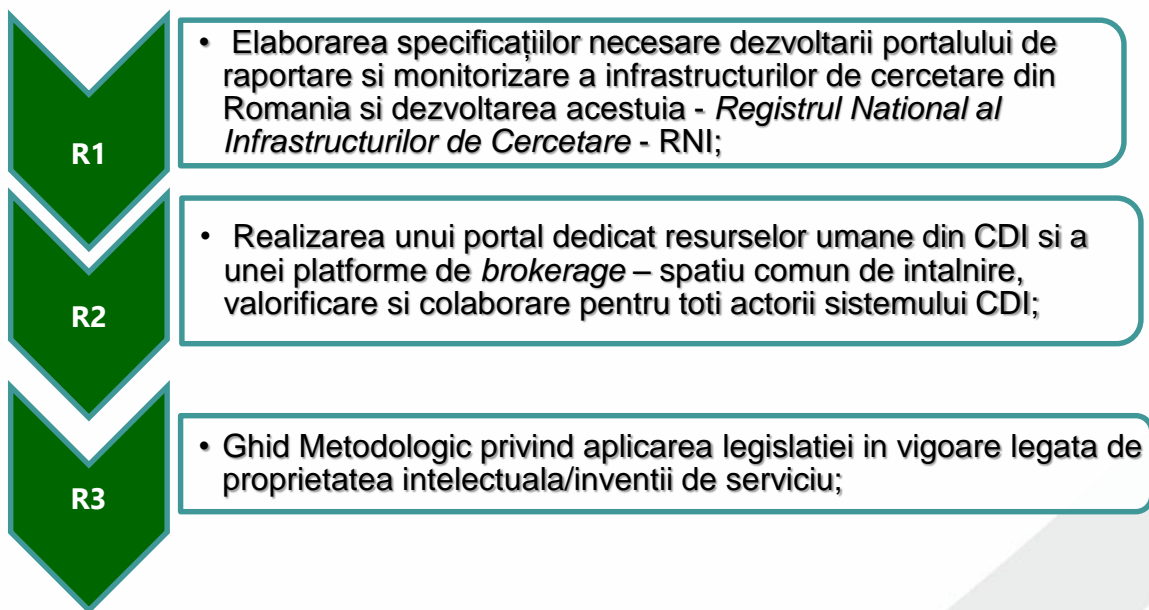 R1
• Elaborarea specificațiilor necesare dezvoltarii portalului de
raportare si monitorizare a infrastructurilor de cercetare din
Romania si dezvoltarea acestuia - Registrul National al
Infrastructurilor de Cercetare - RNI;
R2
• Realizarea unui portal dedicat resurselor umane din CDI si a
unei platforme de brokerage – spatiu comun de intalnire,
valorificare si colaborare pentru toti actorii sistemului CDI;
R3
• Ghid Metodologic privind aplicarea legislatiei in vigoare legata de
proprietatea intelectuala/inventii de serviciu;